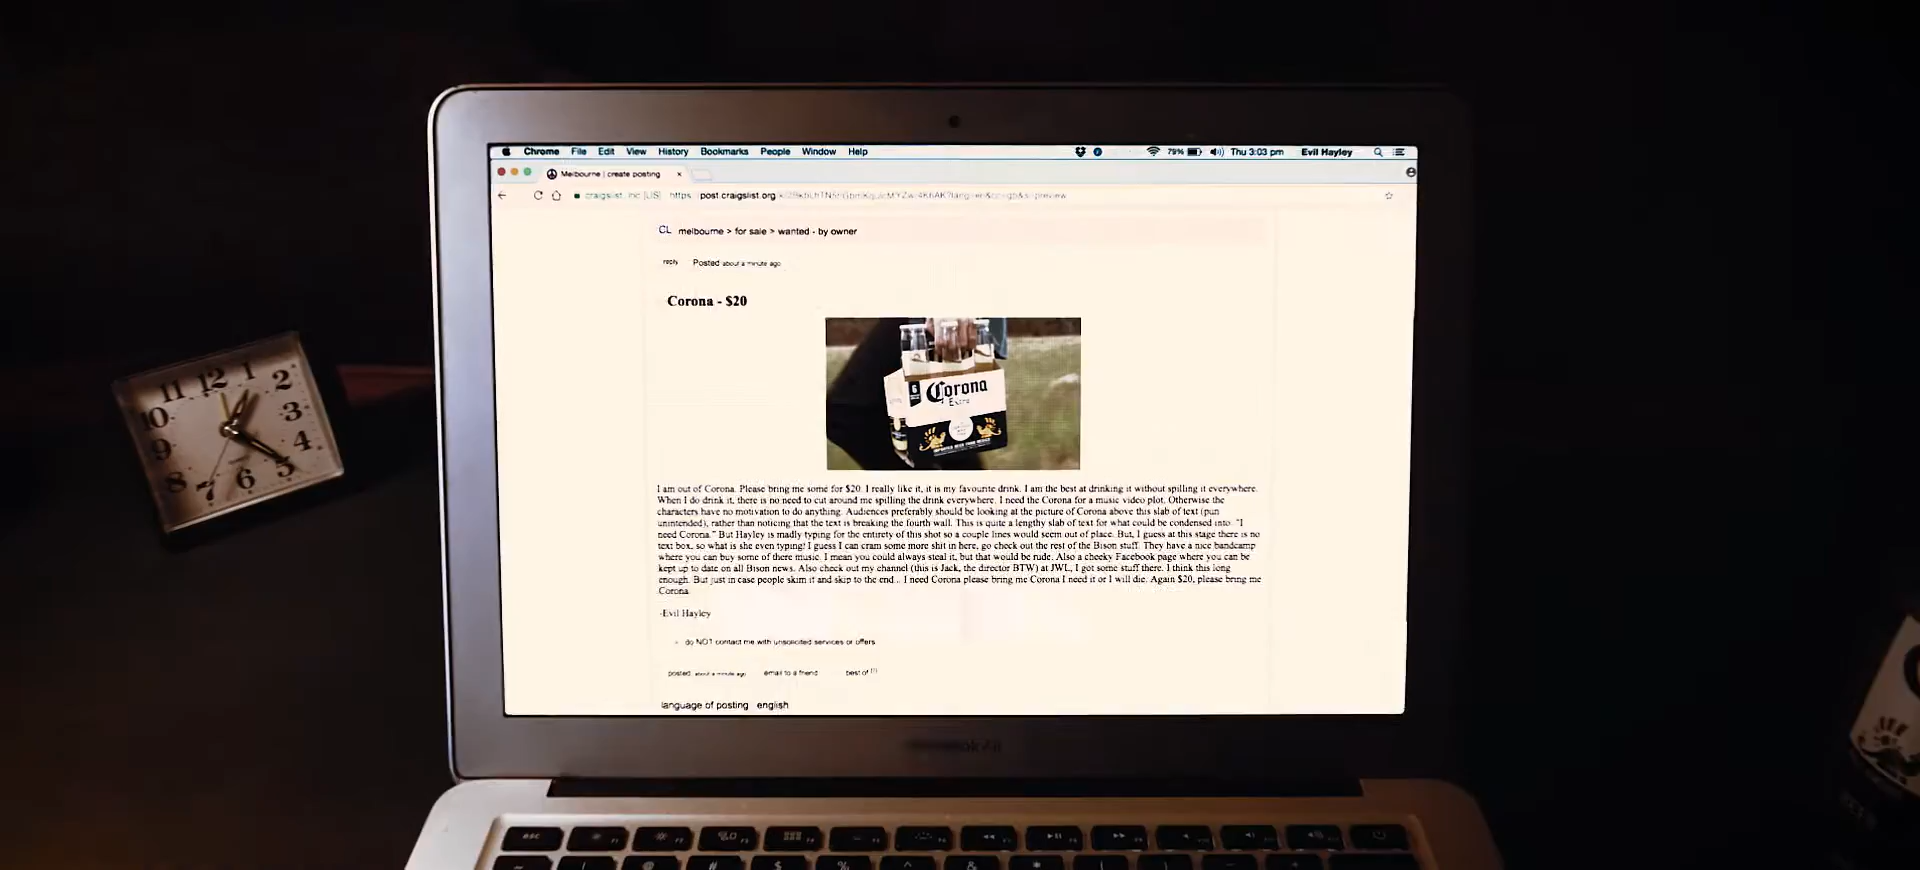 Chrome File Edit View History Bookmarks People Window Help 79% Thu 3:03 pm Evil Hayley
Melbourne | create posting
craigslist, Inc [US] https post.craigslist.org
CL melbourne > for sale > wanted - by owner
reply Posted about a minute ago
Corona - $20
Corona
Extra
11 12 1 2
10 3
9 4
8 7 6 5
I am out of Corona. Please bring me some for $20. I really like it, it is my favourite drink. I am the best at drinking it without spilling it everywhere.
When I do drink it, there is no need to cut around me spilling the drink everywhere. I need the Corona for a music video plot. Otherwise the
characters have no motivation to do anything. Audiences preferably should be looking at the picture of Corona above this slab of text (pun
unintended), rather than noticing that the text is breaking the fourth wall. This is quite a lengthy slab of text for what could be condensed into. "I
need Corona." But Hayley is madly typing for the entirety of this shot so a couple lines would seem out of place. But, I guess at this stage there is no
text box, so what is she even typing! I guess I can cram some more shit in here, go check out the rest of the Bison stuff. They have a nice bandcamp
where you can buy some of there music. I mean you could always steal it, but that would be rude. Also a cheeky Facebook page where you can be
kept up to date on all Bison news. Also check out my channel (this is Jack, the director BTW) at JWL, I got some stuff there. I think this long
enough. But just in case people skim it and skip to the end... I need Corona please bring me Corona I need it or I will die. Again $20, please bring me
Corona.
-Evil Hayley
do NOT contact me with unsolicited services or offers
posted about a minute ago email to a friend best of
language of posting english
esc